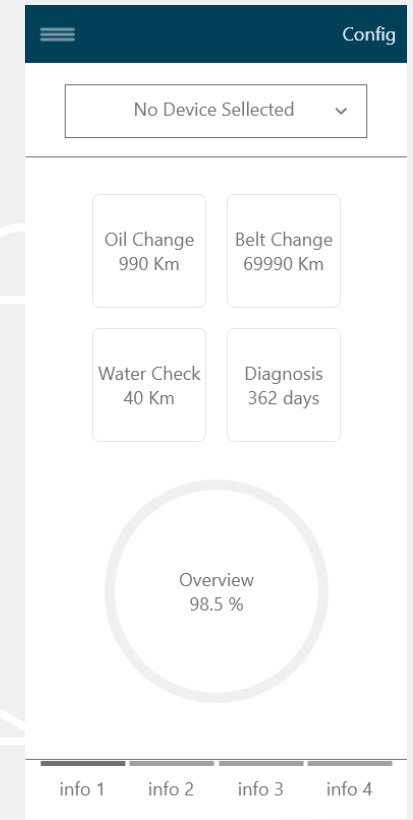 Config
No Device Sellected
Oil Change
990 Km
Belt Change
69990 Km
Water Check
40 Km
Diagnosis
362 days
Overview
98.5 %
info 1
info 2
info 3
info 4